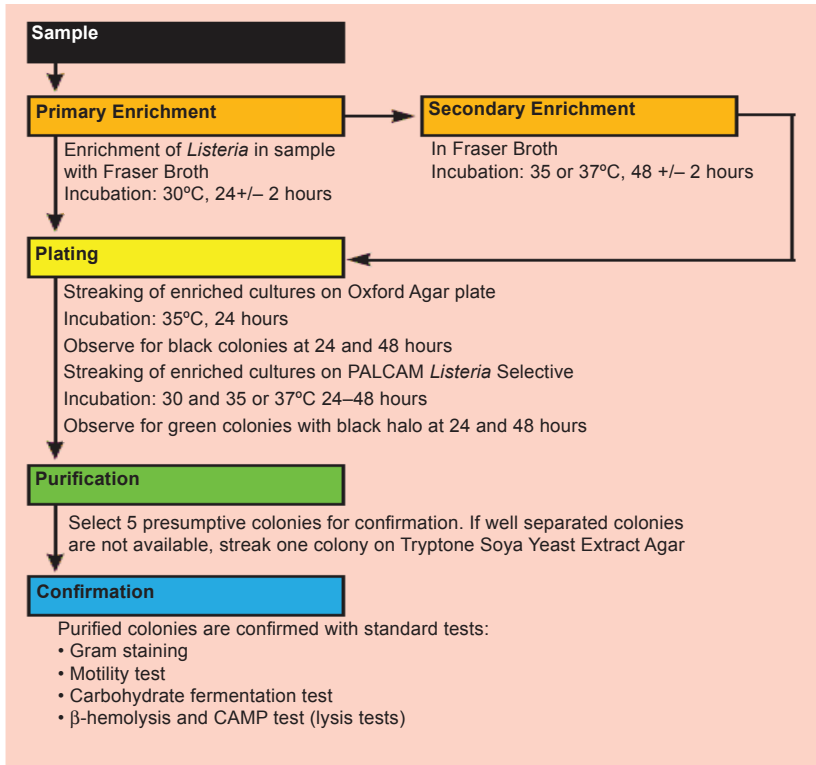 Sample
Primary Enrichment
Enrichment of Listeria in sample
with Fraser Broth
Incubation: 30ºC, 24+/– 2 hours
Secondary Enrichment
In Fraser Broth
Incubation: 35 or 37ºC, 48 +/– 2 hours
Plating
Streaking of enriched cultures on Oxford Agar plate
Incubation: 35ºC, 24 hours
Observe for black colonies at 24 and 48 hours
Streaking of enriched cultures on PALCAM Listeria Selective
Incubation: 30 and 35 or 37ºC 24–48 hours
Observe for green colonies with black halo at 24 and 48 hours
Purification
Select 5 presumptive colonies for confirmation. If well separated colonies
are not available, streak one colony on Tryptone Soya Yeast Extract Agar
Confirmation
Purified colonies are confirmed with standard tests:
• Gram staining
• Motility test
• Carbohydrate fermentation test
• β-hemolysis and CAMP test (lysis tests)